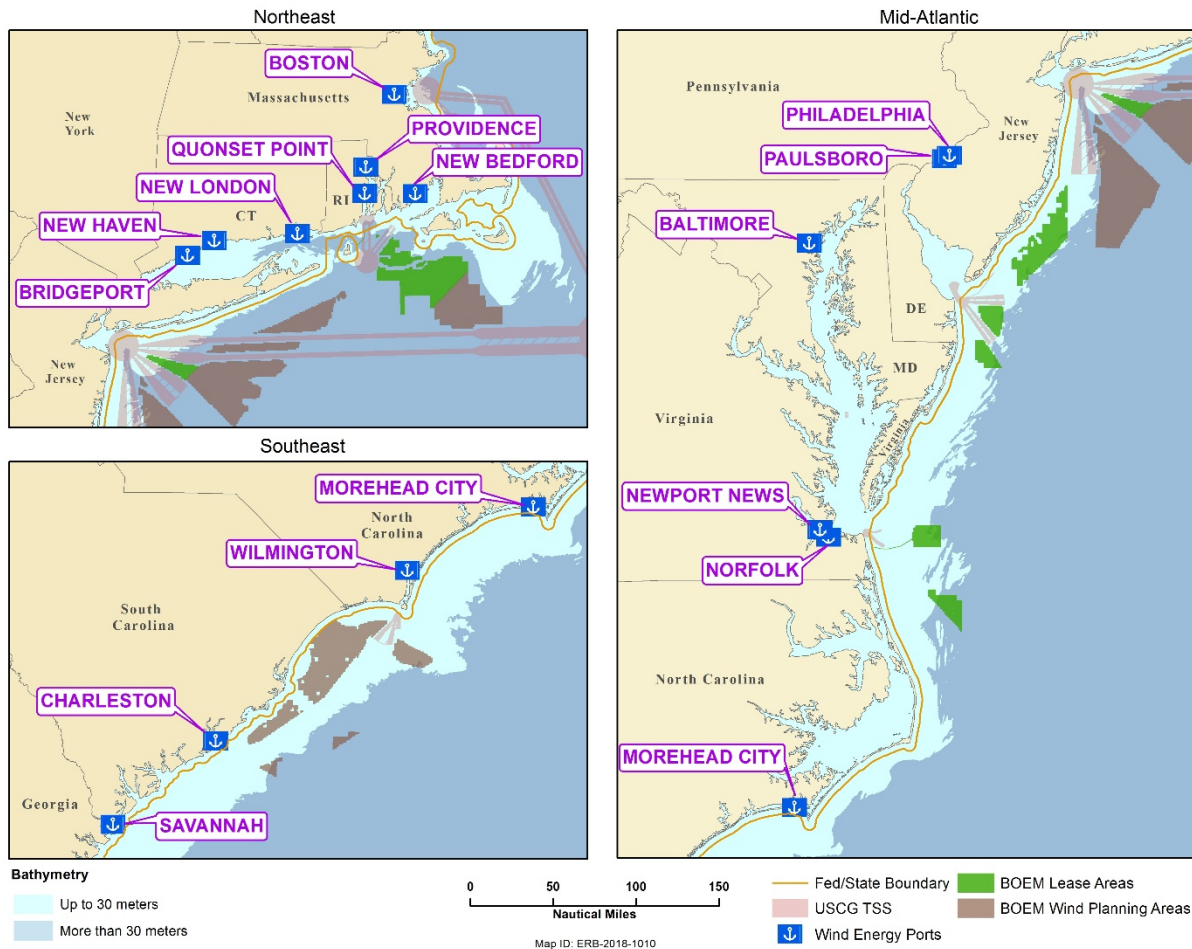 Northeast
BOSTON
Massachusetts
New
York
PROVIDENCE
QUONSET POINT
NEW BEDFORD
NEW LONDON
RI
CT
NEW HAVEN
BRIDGEPORT
New
Jersey
Southeast
MOREHEAD CITY
North
Carolina
WILMINGTON
South
Carolina
CHARLESTON
Georgia
SAVANNAH
Mid-Atlantic
Pennsylvania
PHILADELPHIA
New
Jersey
PAULSBORO
BALTIMORE
DE
MD
Virginia
Virginia
NEWPORT NEWS
NORFOLK
North Carolina
MOREHEAD CITY
Bathymetry
Up to 30 meters
More than 30 meters
0 50 100 150
Nautical Miles
Map ID: ERB-2018-1010
Fed/State Boundary
USCG TSS
Wind Energy Ports
BOEM Lease Areas
BOEM Wind Planning Areas